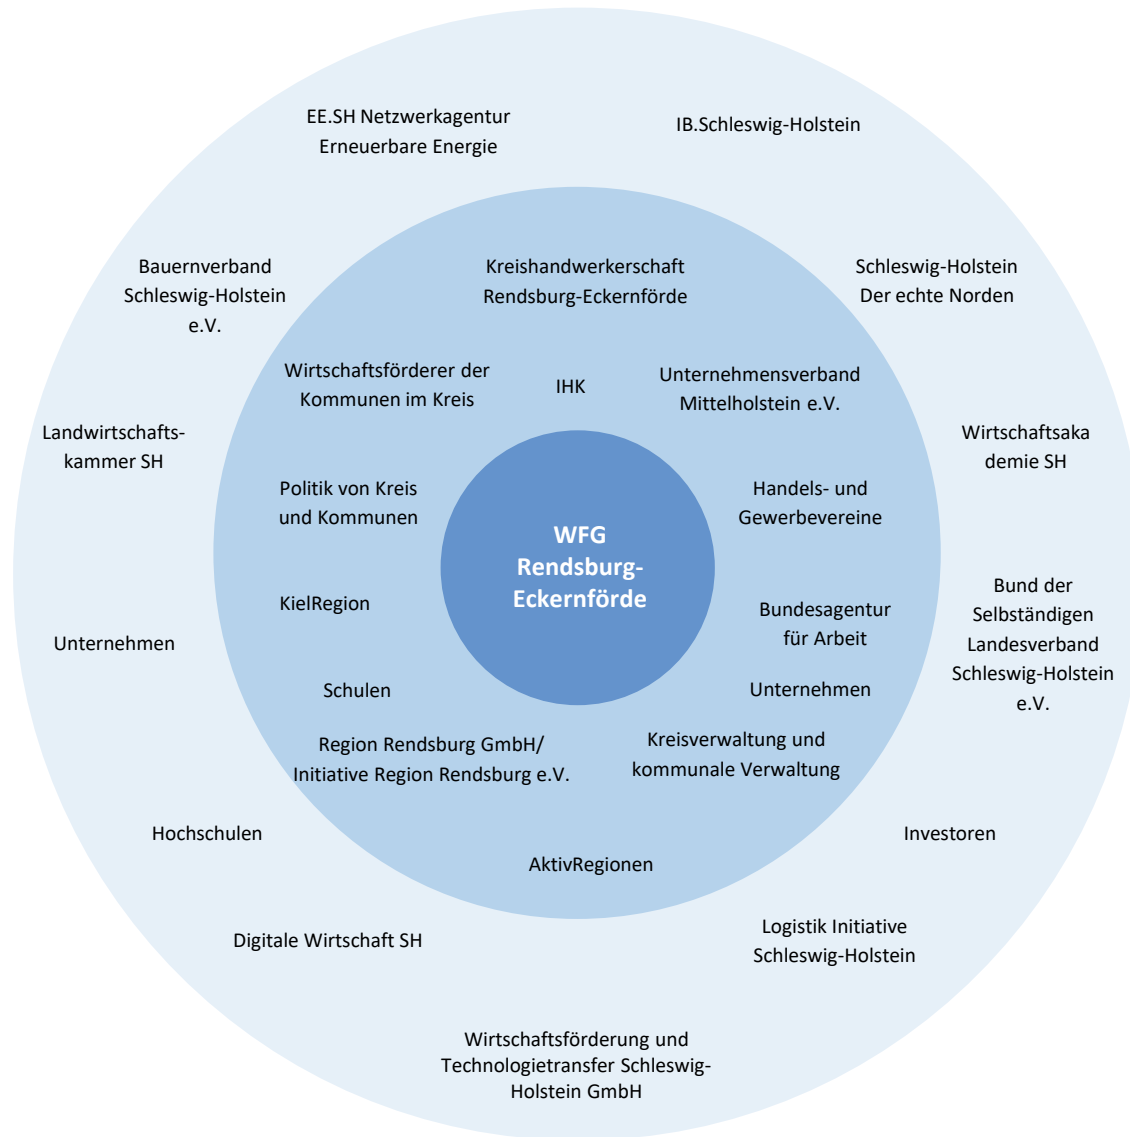 EE.SH Netzwerkagentur
Erneuerbare Energie
IB.Schleswig-Holstein
Bauernverband
Schleswig-Holstein
e.V.
Kreishandwerkerschaft
Rendsburg-Eckernförde
Schleswig-Holstein
Der echte Norden
Wirtschaftsförderer der
Kommunen im Kreis
IHK
Unternehmensverband
Mittelholstein e.V.
Landwirtschafts-
kammer SH
Wirtschaftsaka
demie SH
Politik von Kreis
und Kommunen
Handels- und
Gewerbevereine
WFG
Rendsburg-
Eckernförde
KielRegion
Bundesagentur
für Arbeit
Bund der
Selbständigen
Landesverband
Schleswig-Holstein
e.V.
Unternehmen
Schulen
Unternehmen
Region Rendsburg GmbH/
Initiative Region Rendsburg e.V.
Kreisverwaltung und
kommunale Verwaltung
Hochschulen
Investoren
AktivRegionen
Digitale Wirtschaft SH
Logistik Initiative
Schleswig-Holstein
Wirtschaftsförderung und
Technologietransfer Schleswig-
Holstein GmbH